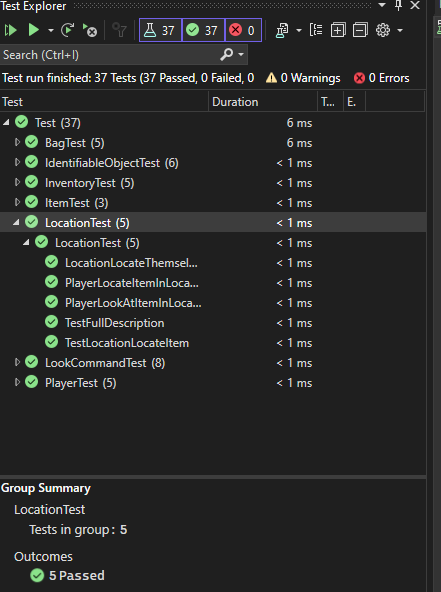 Test Explorer
37 37 0
Search (Ctrl+I)
Test run finished: 37 Tests (37 Passed, 0 Failed, 0 0 Warnings 0 Errors
Test Duration T... E.
Test (37) 6 ms
BagTest (5) 6 ms
IdentifiableObjectTest (6) < 1 ms
InventoryTest (5) < 1 ms
ItemTest (3) < 1 ms
LocationTest (5) < 1 ms
LocationTest (5) < 1 ms
LocationLocateThemsel... < 1 ms
PlayerLocateItemInLoca... < 1 ms
PlayerLookAtItemInLoca... < 1 ms
TestFullDescription < 1 ms
TestLocationLocateItem < 1 ms
LookCommandTest (8) < 1 ms
PlayerTest (5) < 1 ms
Group Summary
LocationTest
Tests in group: 5
Outcomes
5 Passed